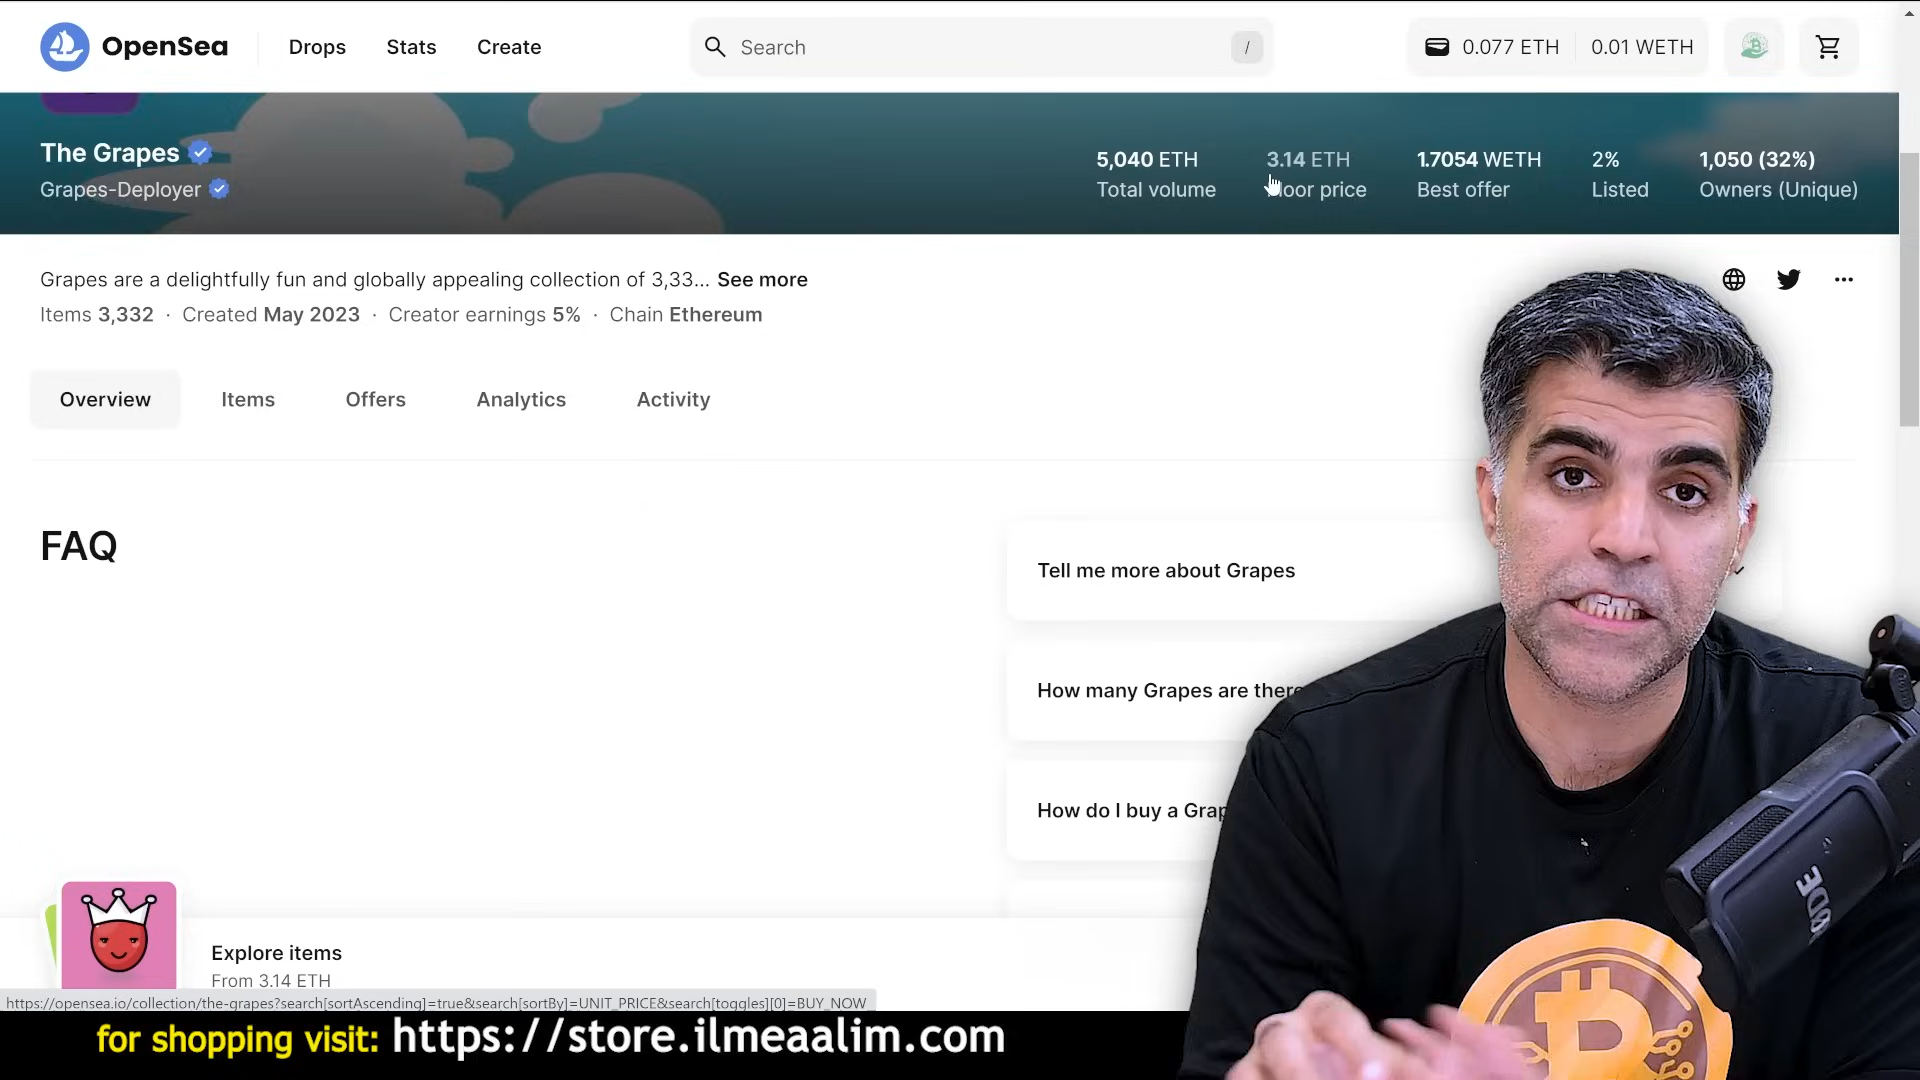 OpenSea
Drops
Stats
Create
Search
/
0.077 ETH
0.01 WETH
The Grapes
Grapes-Deployer
5,040 ETH
Total volume
3.14 ETH
loor price
1.7054 WETH
Best offer
2%
Listed
1,050 (32%)
Owners (Unique)
Grapes are a delightfully fun and globally appealing collection of 3,33... See more
Items 3,332 · Created May 2023 · Creator earnings 5% · Chain Ethereum
Overview
Items
Offers
Analytics
Activity
FAQ
Tell me more about Grapes
How many Grapes are there
How do I buy a Grap
Explore items
From 3.14 ETH
https://opensea.io/collection/the-grapes?search[sortAscending]=true&search[sortBy]=UNIT_PRICE&search[toggles][0]=BUY_NOW
for shopping visit: https://store.ilmeaalim.com